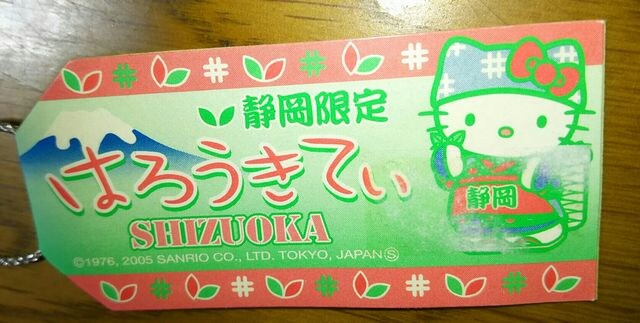 静岡限定
はろうきてぃ
SHIZUOKA
静岡
©1976, 2005 SANRIO CO., LTD. TOKYO, JAPAN Ⓢ